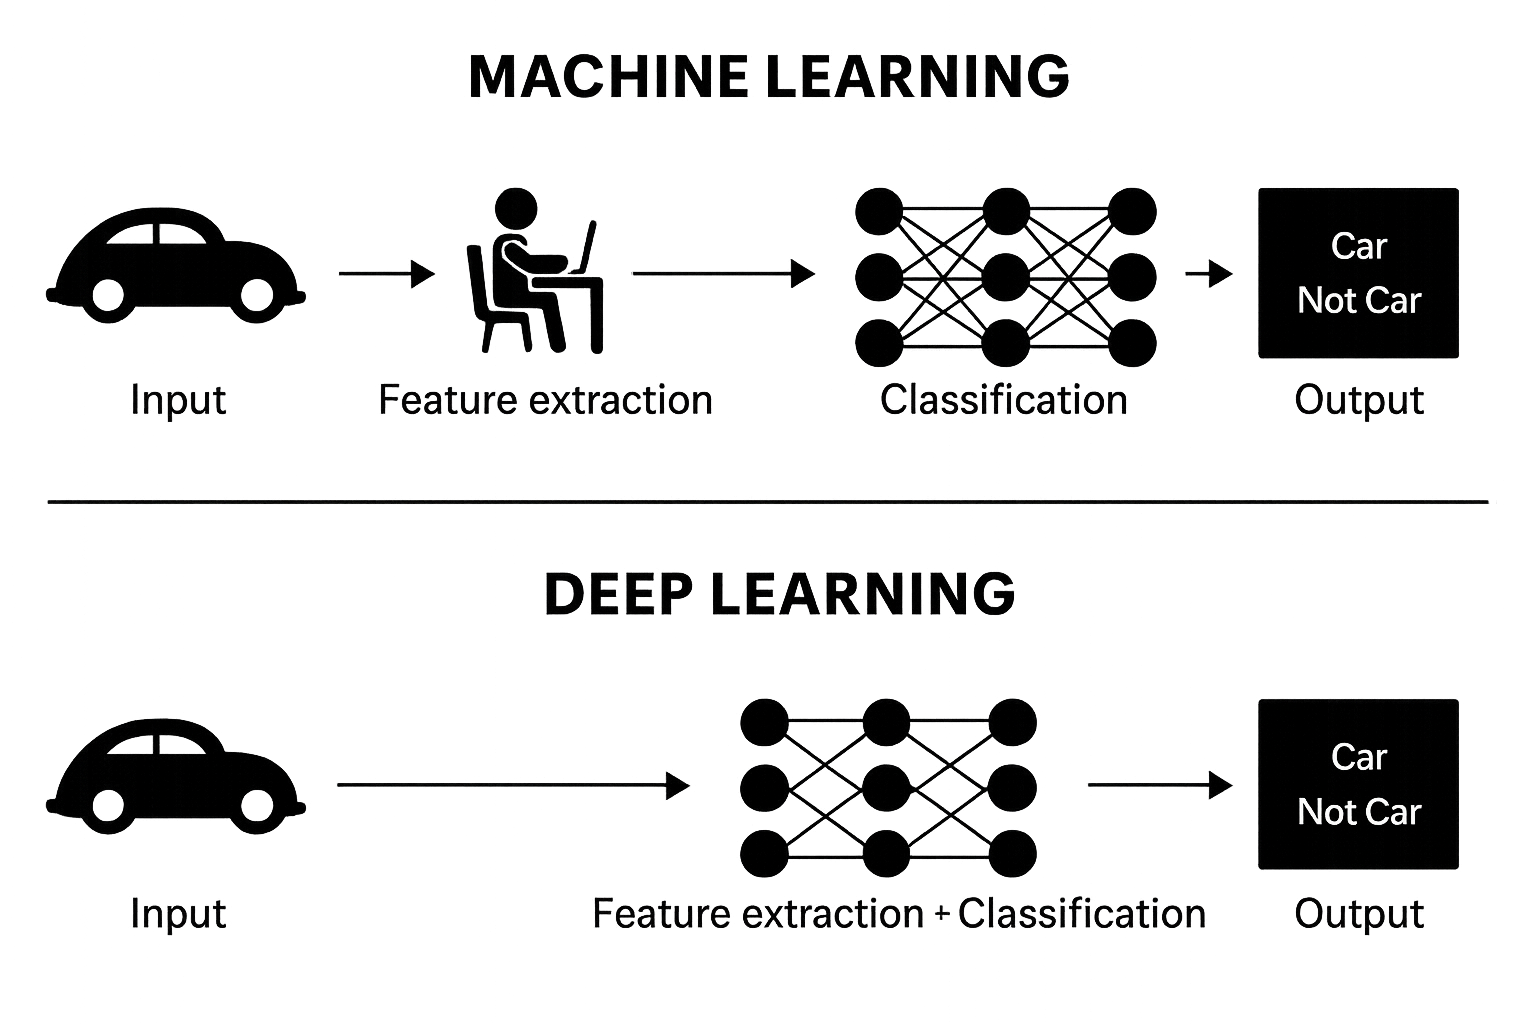 MACHINE LEARNING
Car
Not Car
Input
Feature extraction
Classification
Output
DEEP LEARNING
Car
Not Car
Input
Feature extraction + Classification
Output